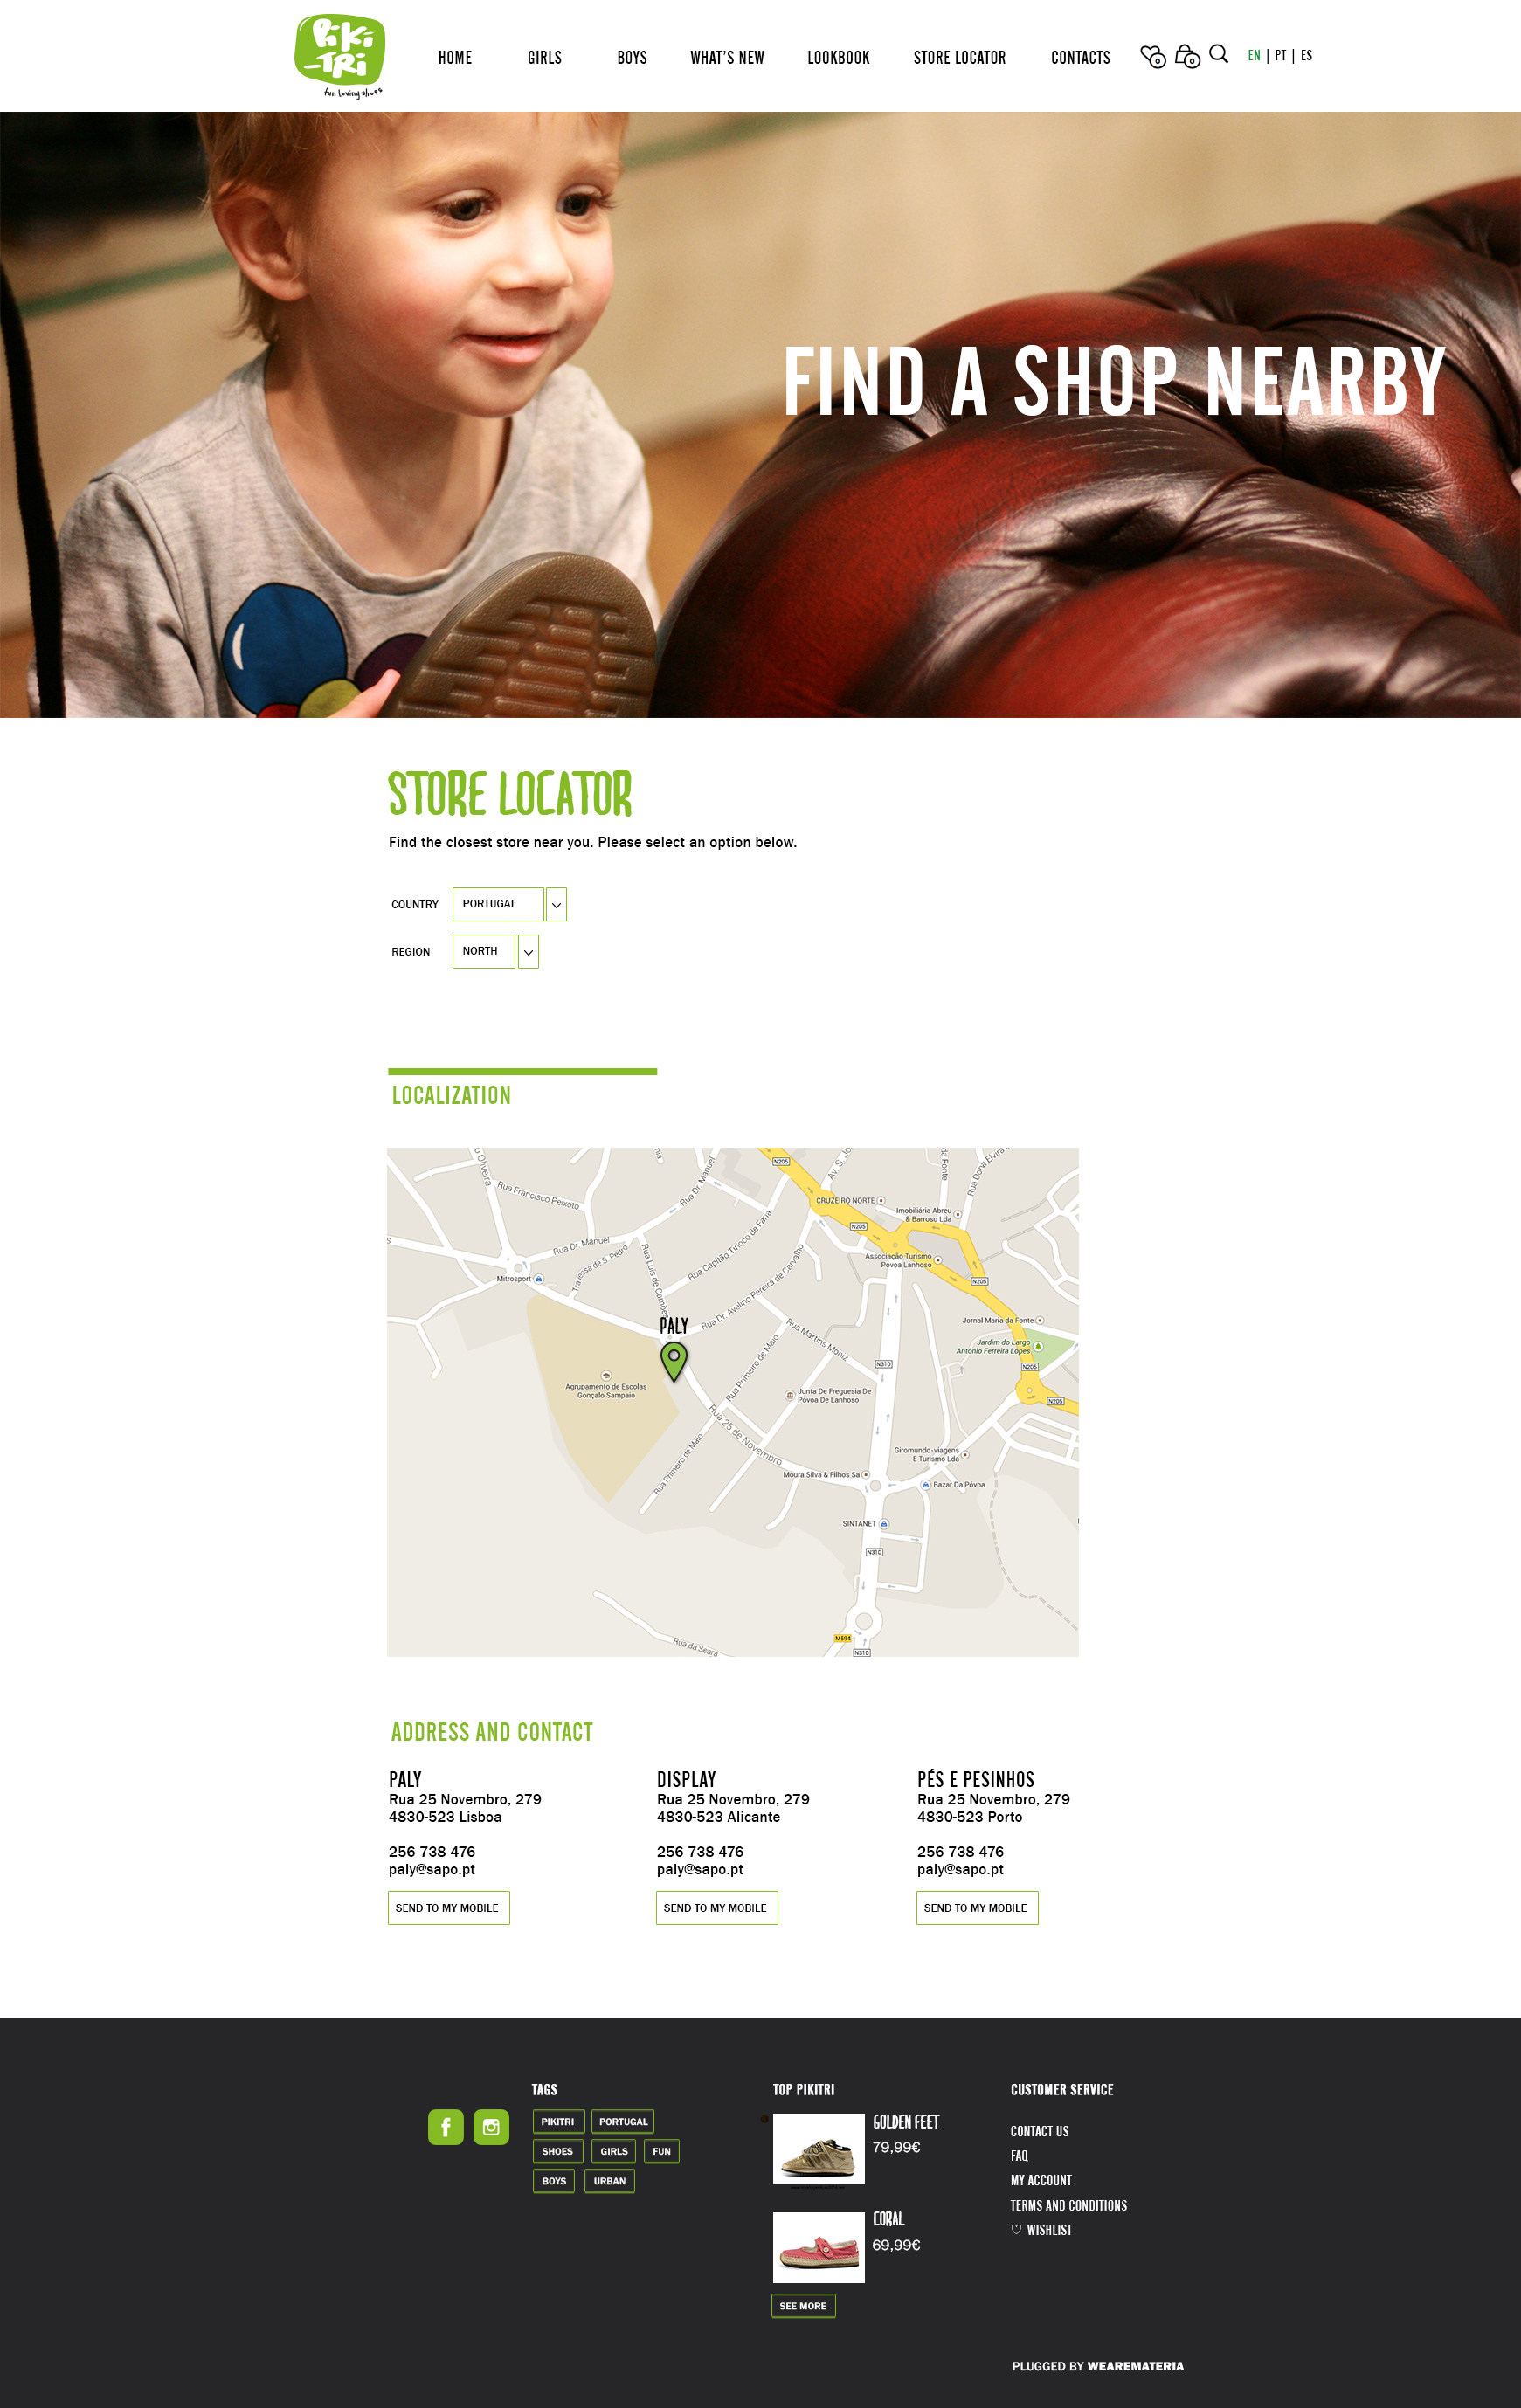 Piki
-TRi
fun loving shoes
HOME
GIRLS
BOYS
WHAT'S NEW
LOOKBOOK
STORE LOCATOR
CONTACTS
0
0
EN | PT | ES
FIND A SHOP NEARBY
STORE LOCATOR
Find the closest store near you. Please select an option below.
COUNTRY PORTUGAL
REGION NORTH
LOCALIZATION
N205
CRUZEIRO NORTE
Imobiliária Abreu
& Barroso Lda
N205
Associação Turismo
Póvoa Lanhoso
N205
Rua Francisco Peixoto
Rua Dr. Manuel
Rua Dr. Manuel
Travessa de S. Pedro
Rua Luís de Camões
Rua Capitão Tinoco de Faria
Rua Dr. Avelino Pereira de Carvalho
Av. S. Jo
da Fonte
Rua Dona Elvira
Mitrosport
Jornal Maria da Fonte
Jardim do Largo
António Ferreira Lopes
PALY
Rua Martins Moniz
N310
N205
N205
Agrupamento de Escolas
Gonçalo Sampaio
Rua Primeiro de Maio
Junta De Freguesia De
Póvoa De Lanhoso
Rua 25 de Novembro
Rua Primeiro de Maio
Giromundo-viagens
E Turismo Lda
Moura Silva & Filhos Sa
Bazar Da Póvoa
SINTANET
N310
Rua da Seara
M594
N310
ADDRESS AND CONTACT
PALY
Rua 25 Novembro, 279
4830-523 Lisboa
256 738 476
paly@sapo.pt
SEND TO MY MOBILE
DISPLAY
Rua 25 Novembro, 279
4830-523 Alicante
256 738 476
paly@sapo.pt
SEND TO MY MOBILE
PÉS E PESINHOS
Rua 25 Novembro, 279
4830-523 Porto
256 738 476
paly@sapo.pt
SEND TO MY MOBILE
TAGS
PIKITRI
PORTUGAL
SHOES
GIRLS
FUN
BOYS
URBAN
TOP PIKITRI
GOLDEN FEET
79,99€
CORAL
69,99€
SEE MORE
CUSTOMER SERVICE
CONTACT US
FAQ
MY ACCOUNT
TERMS AND CONDITIONS
♡ WISHLIST
PLUGGED BY WEAREMATERIA